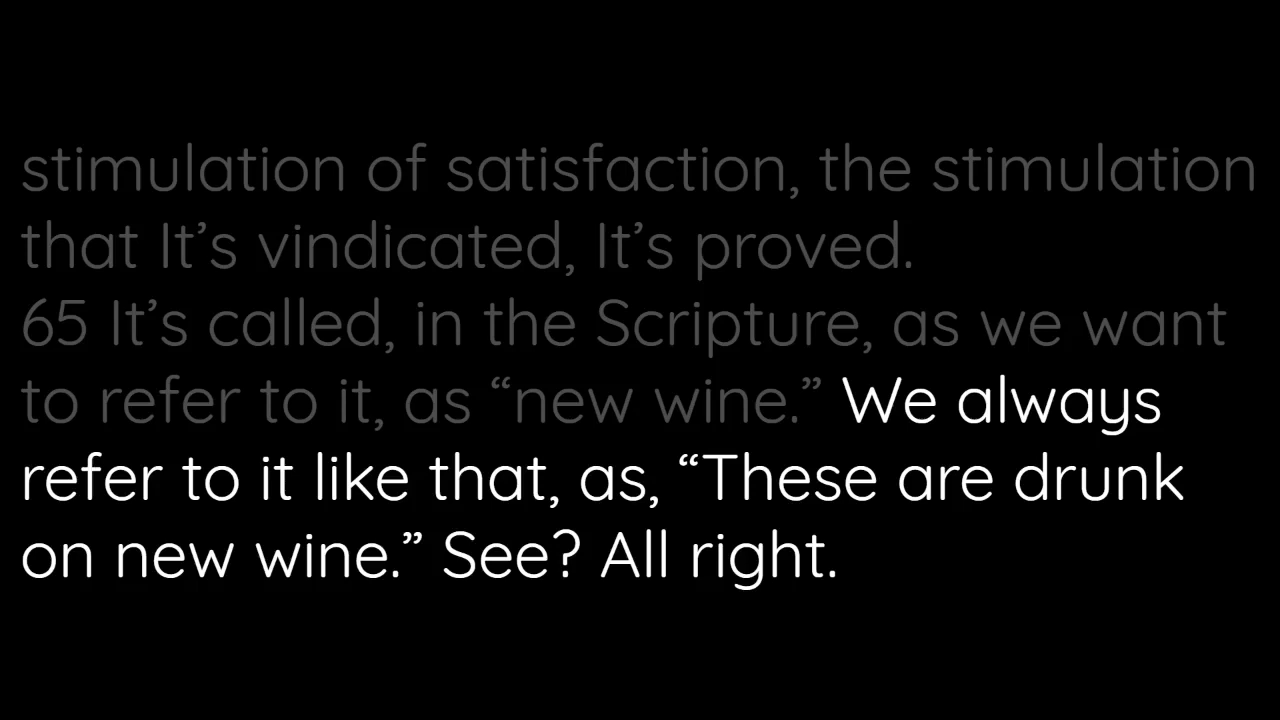 stimulation of satisfaction, the stimulation
that It’s vindicated, It’s proved.
65 It’s called, in the Scripture, as we want
to refer to it, as “new wine.” We always
refer to it like that, as, “These are drunk
on new wine.” See? All right.